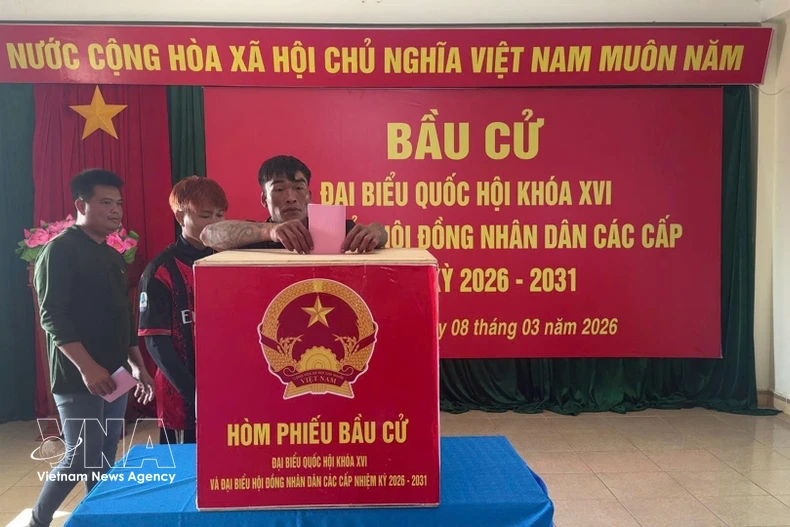 NƯỚC CỘNG HÒA XÃ HỘI CHỦ NGHĨA VIỆT NAM MUÔN NĂM
BẦU CỬ
ĐẠI BIỂU QUỐC HỘI KHÓA XVI
HỘI ĐỒNG NHÂN DÂN CÁC CẤP
KỲ 2026 - 2031
08 tháng 03 năm 2026
VIỆT NAM
HÒM PHIẾU BẦU CỬ
ĐẠI BIỂU QUỐC HỘI KHÓA XVI
VÀ ĐẠI BIỂU HỘI ĐỒNG NHÂN DÂN CÁC CẤP NHIỆM KỲ 2026 - 2031
VNA
Vietnam News Agency